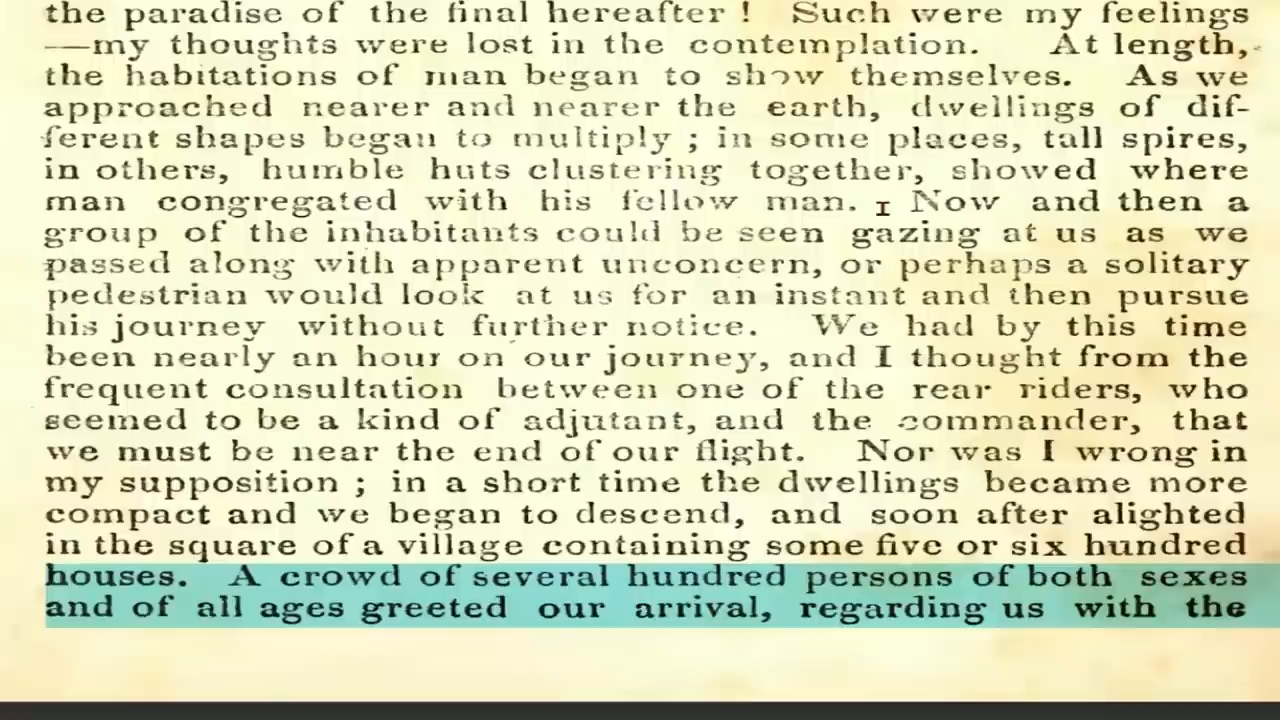 the paradise of the final hereafter! Such were my feelings
—my thoughts were lost in the contemplation. At length,
the habitations of man began to show themselves. As we
approached nearer and nearer the earth, dwellings of dif-
ferent shapes began to multiply; in some places, tall spires,
in others, humble huts clustering together, showed where
man congregated with his fellow man. Now and then a
group of the inhabitants could be seen gazing at us as we
passed along with apparent unconcern, or perhaps a solitary
pedestrian would look at us for an instant and then pursue
his journey without further notice. We had by this time
been nearly an hour on our journey, and I thought from the
frequent consultation between one of the rear riders, who
seemed to be a kind of adjutant, and the commander, that
we must be near the end of our flight. Nor was I wrong in
my supposition; in a short time the dwellings became more
compact and we began to descend, and soon after alighted
in the square of a village containing some five or six hundred
houses. A crowd of several hundred persons of both sexes
and of all ages greeted our arrival, regarding us with the